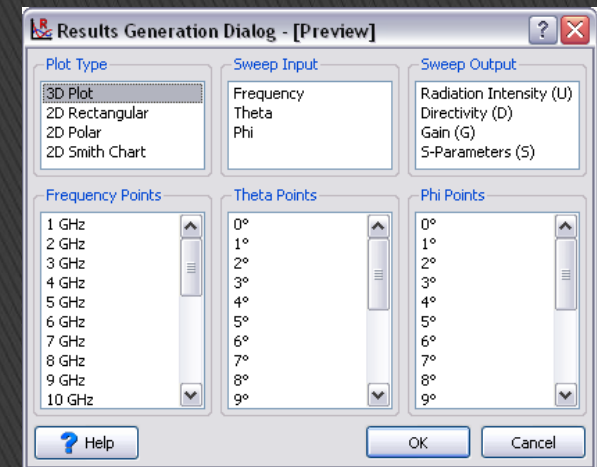 Results Generation Dialog - [Preview]
Plot Type
3D Plot
2D Rectangular
2D Polar
2D Smith Chart
Sweep Input
Frequency
Theta
Phi
Sweep Output
Radiation Intensity (U)
Directivity (D)
Gain (G)
S-Parameters (S)
Frequency Points
1 GHz
2 GHz
3 GHz
4 GHz
5 GHz
6 GHz
7 GHz
8 GHz
9 GHz
10 GHz
Theta Points
0°
1°
2°
3°
4°
5°
6°
7°
8°
9°
Phi Points
0°
1°
2°
3°
4°
5°
6°
7°
8°
9°
? Help
OK
Cancel